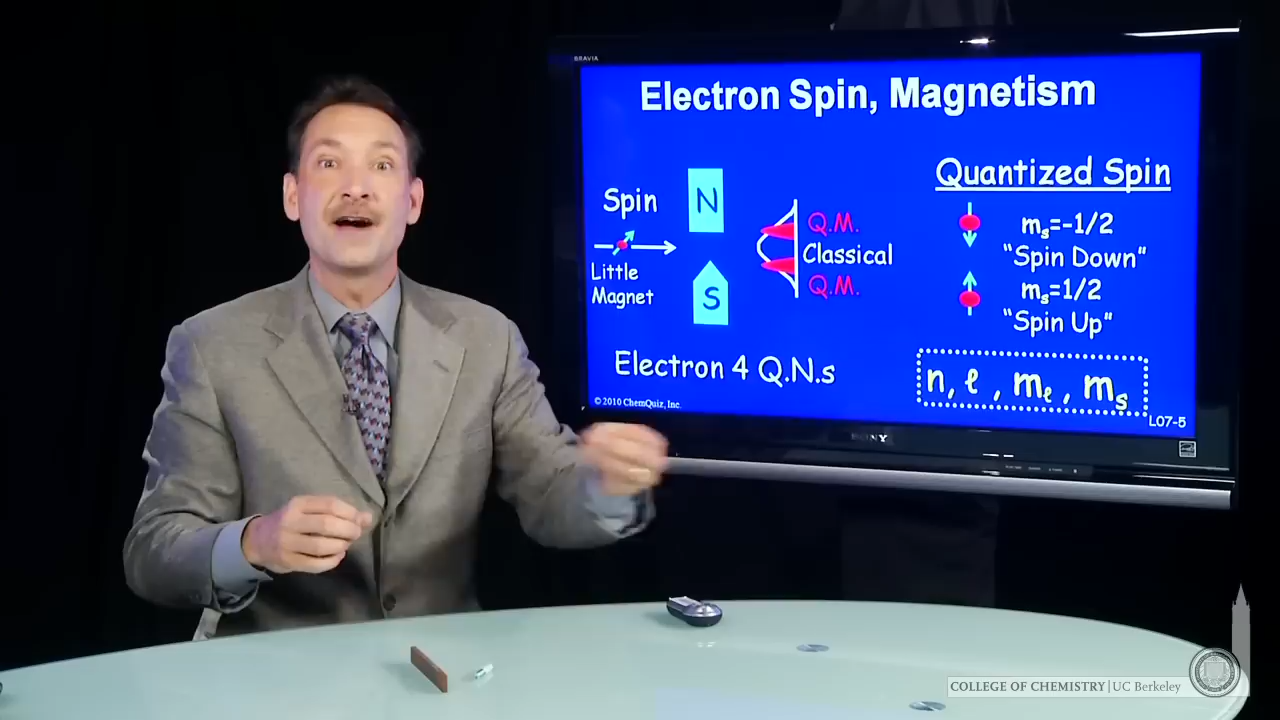 BRAVIA
Electron Spin, Magnetism
Spin
Little
Magnet
N
S
Q.M.
Classical
Q.M.
Quantized Spin
mₛ=-1/2
"Spin Down"
mₛ=1/2
"Spin Up"
Electron 4 Q.N.s
n, ℓ , mℓ , mₛ
© 2010 ChemQuiz, Inc.
L07-5
SONY
COLLEGE OF CHEMISTRY | UC Berkeley